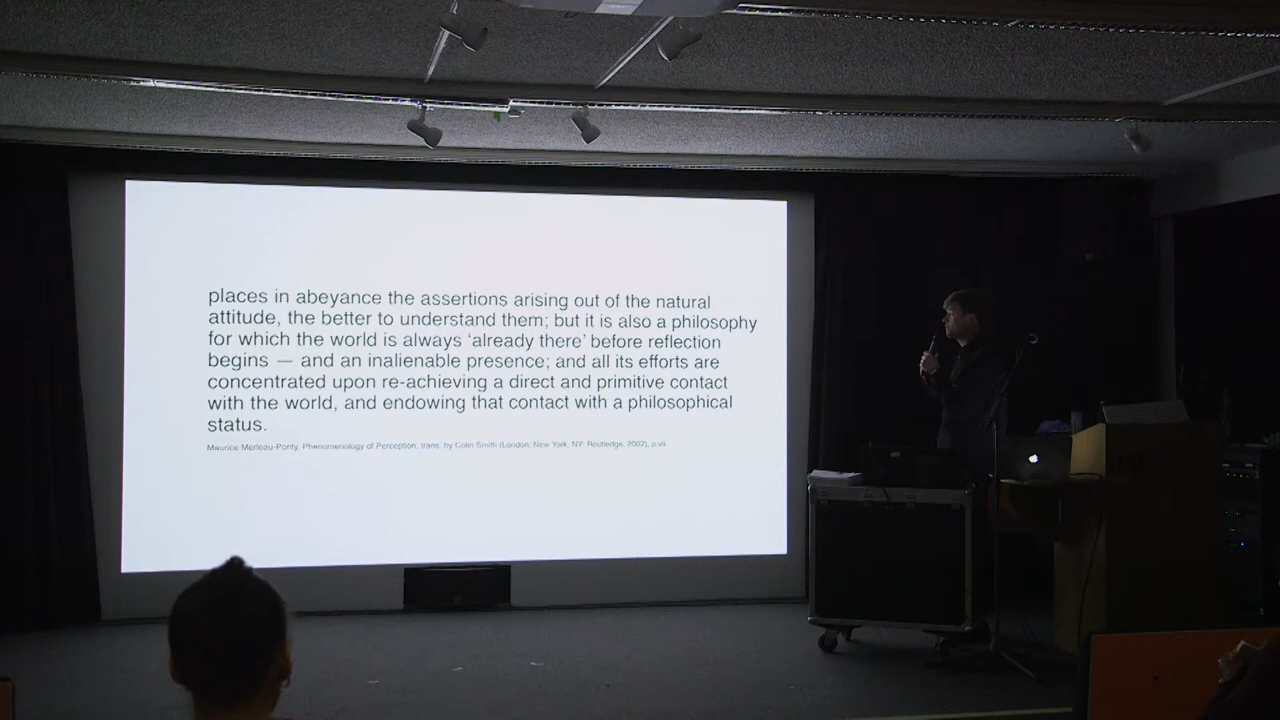 places in abeyance the assertions arising out of the natural
attitude, the better to understand them; but it is also a philosophy
for which the world is always ‘already there’ before reflection
begins — and an inalienable presence; and all its efforts are
concentrated upon re-achieving a direct and primitive contact
with the world, and endowing that contact with a philosophical
status.
Maurice Merleau-Ponty, Phenomenology of Perception, trans. by Colin Smith (London; New York, NY: Routledge, 2002), p.vii.